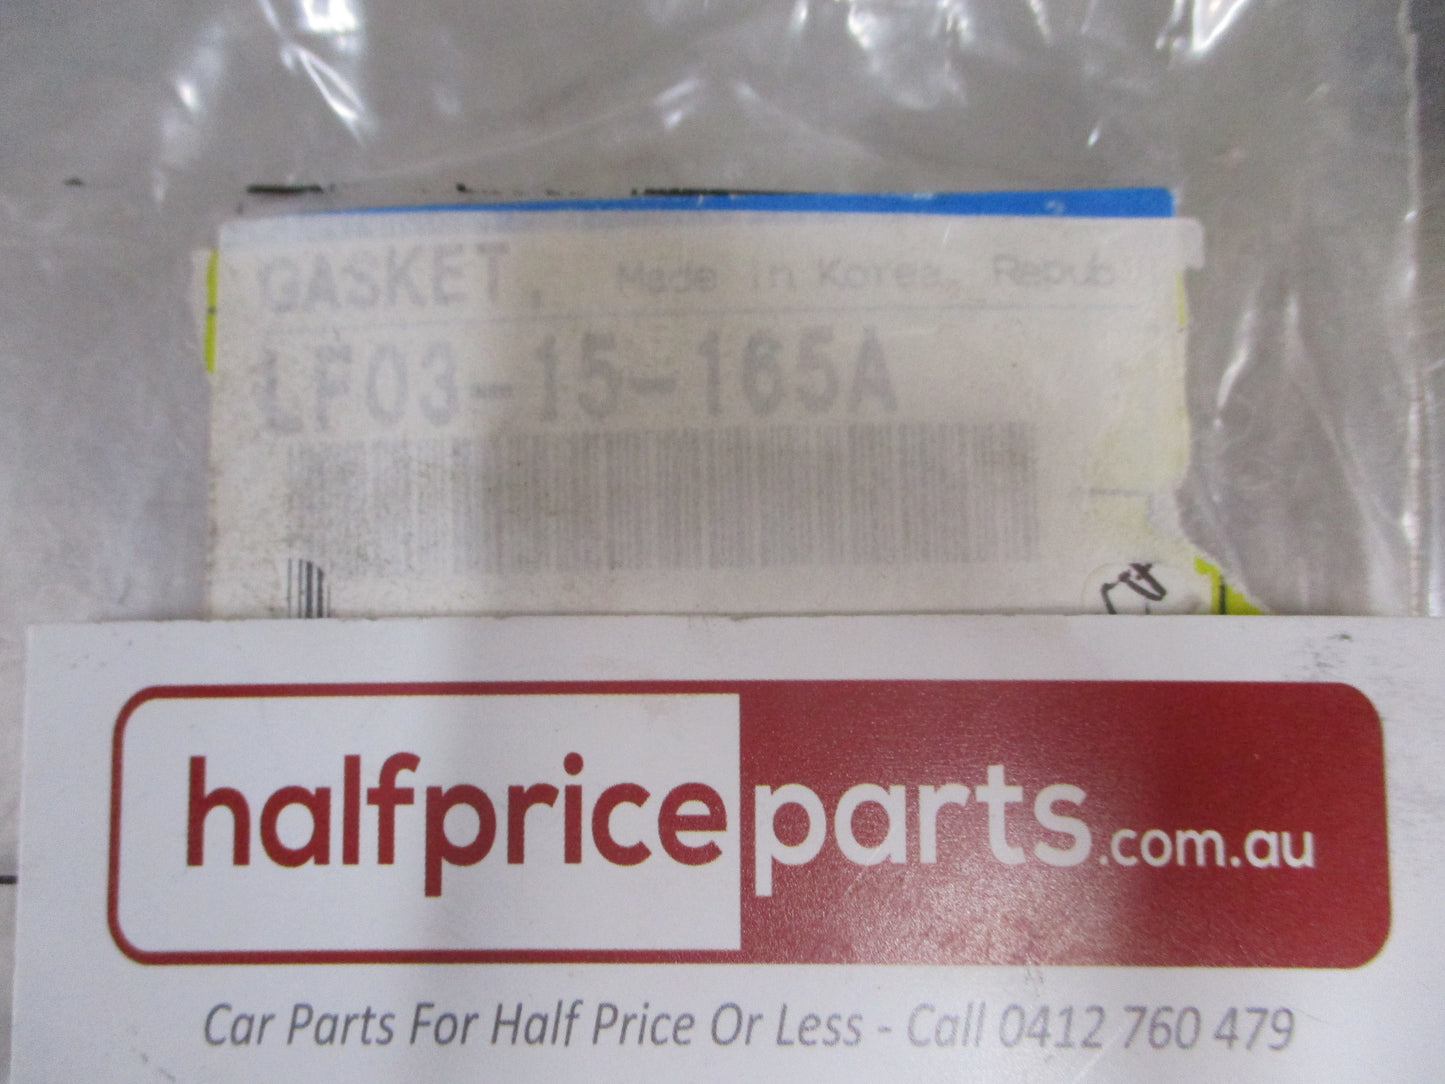 GASKET, Made in Korea, Repub
LF03-15-165A
halfpriceparts.com.au
Car Parts For Half Price Or Less - Call 0412 760 479